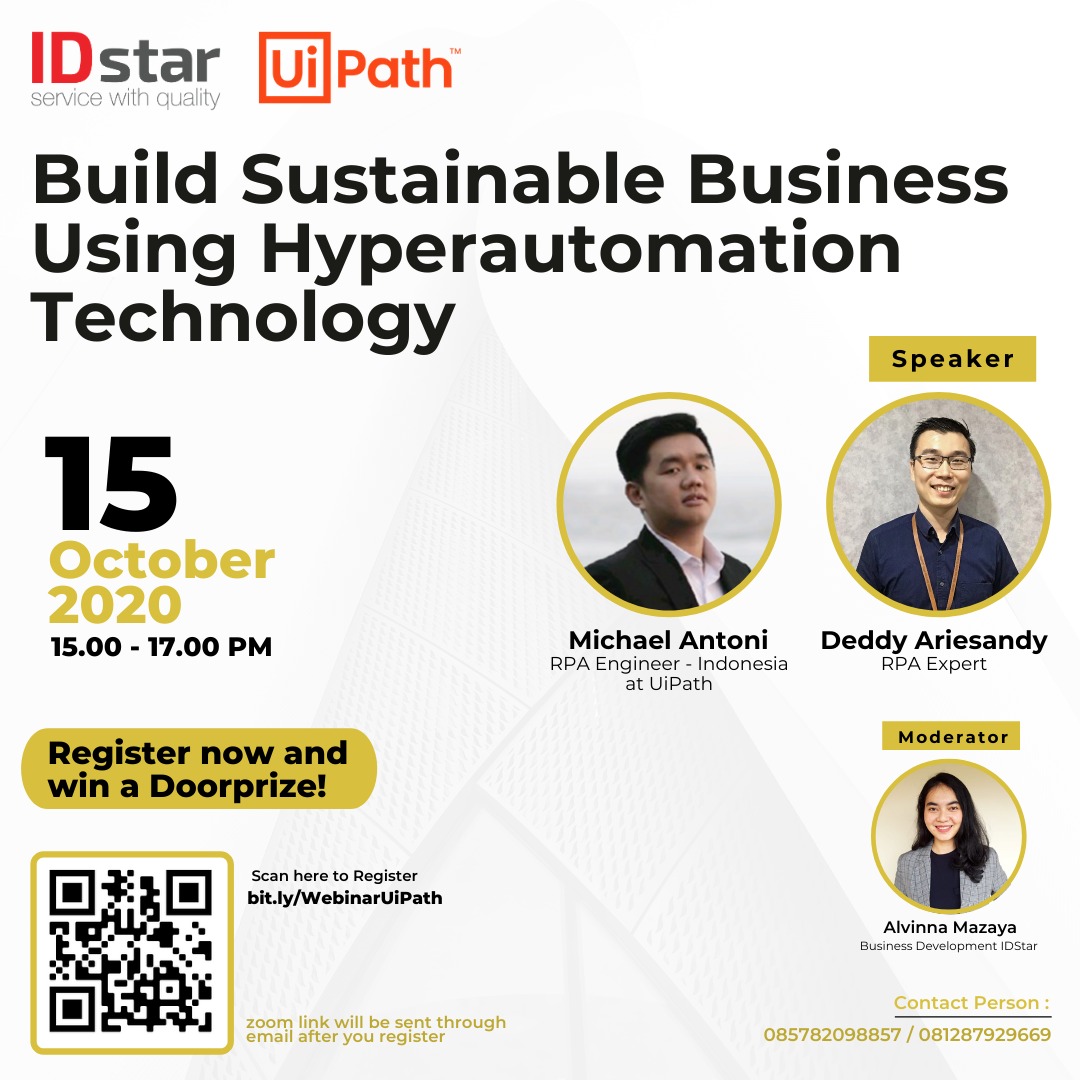 IDstar
service with quality
UiPath™
Build Sustainable Business
Using Hyperautomation
Technology
Speaker
15
October
2020
15.00 - 17.00 PM
Michael Antoni
RPA Engineer - Indonesia
at UiPath
Deddy Ariesandy
RPA Expert
Register now and
win a Doorprize!
Moderator
Alvinna Mazaya
Business Development IDStar
Scan here to Register
bit.ly/WebinarUiPath
zoom link will be sent through
email after you register
Contact Person :
085782098857 / 081287929669